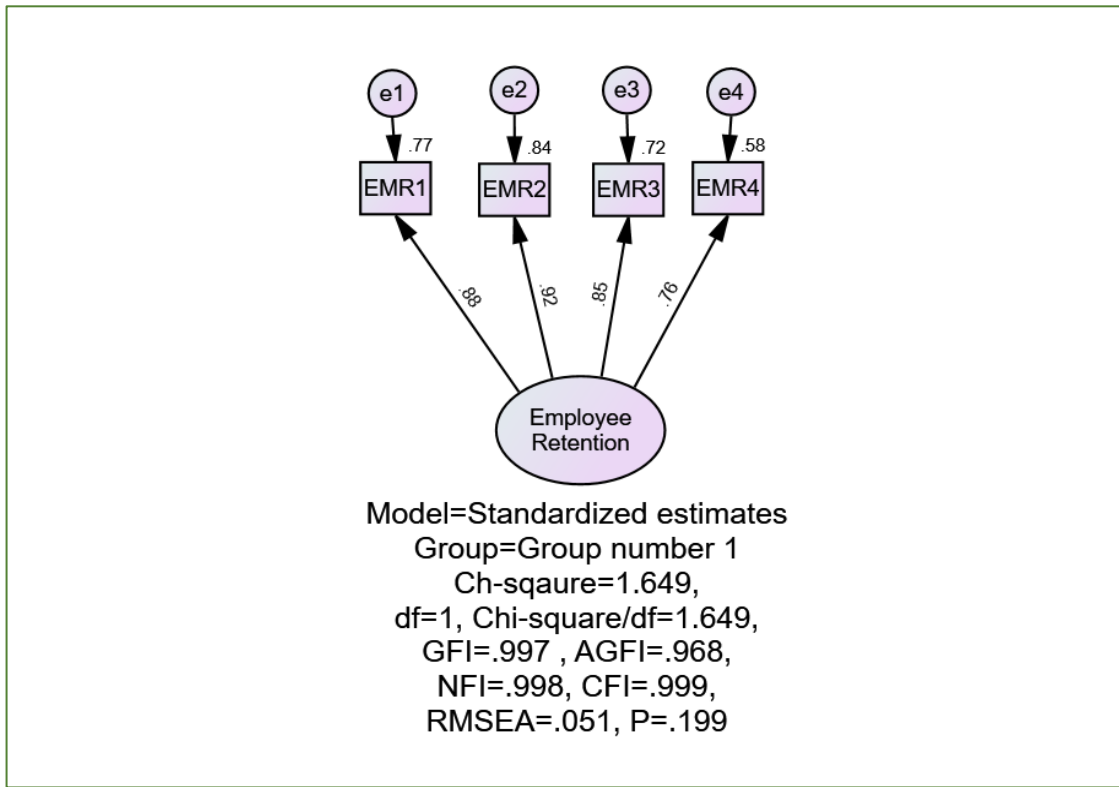 e1
e2
e3
e4
.77
.84
.72
.58
EMR1
EMR2
EMR3
EMR4
.88
.92
.85
.76
Employee
Retention
Model=Standardized estimates
Group=Group number 1
Ch-sqaure=1.649,
df=1, Chi-square/df=1.649,
GFI=.997 , AGFI=.968,
NFI=.998, CFI=.999,
RMSEA=.051, P=.199